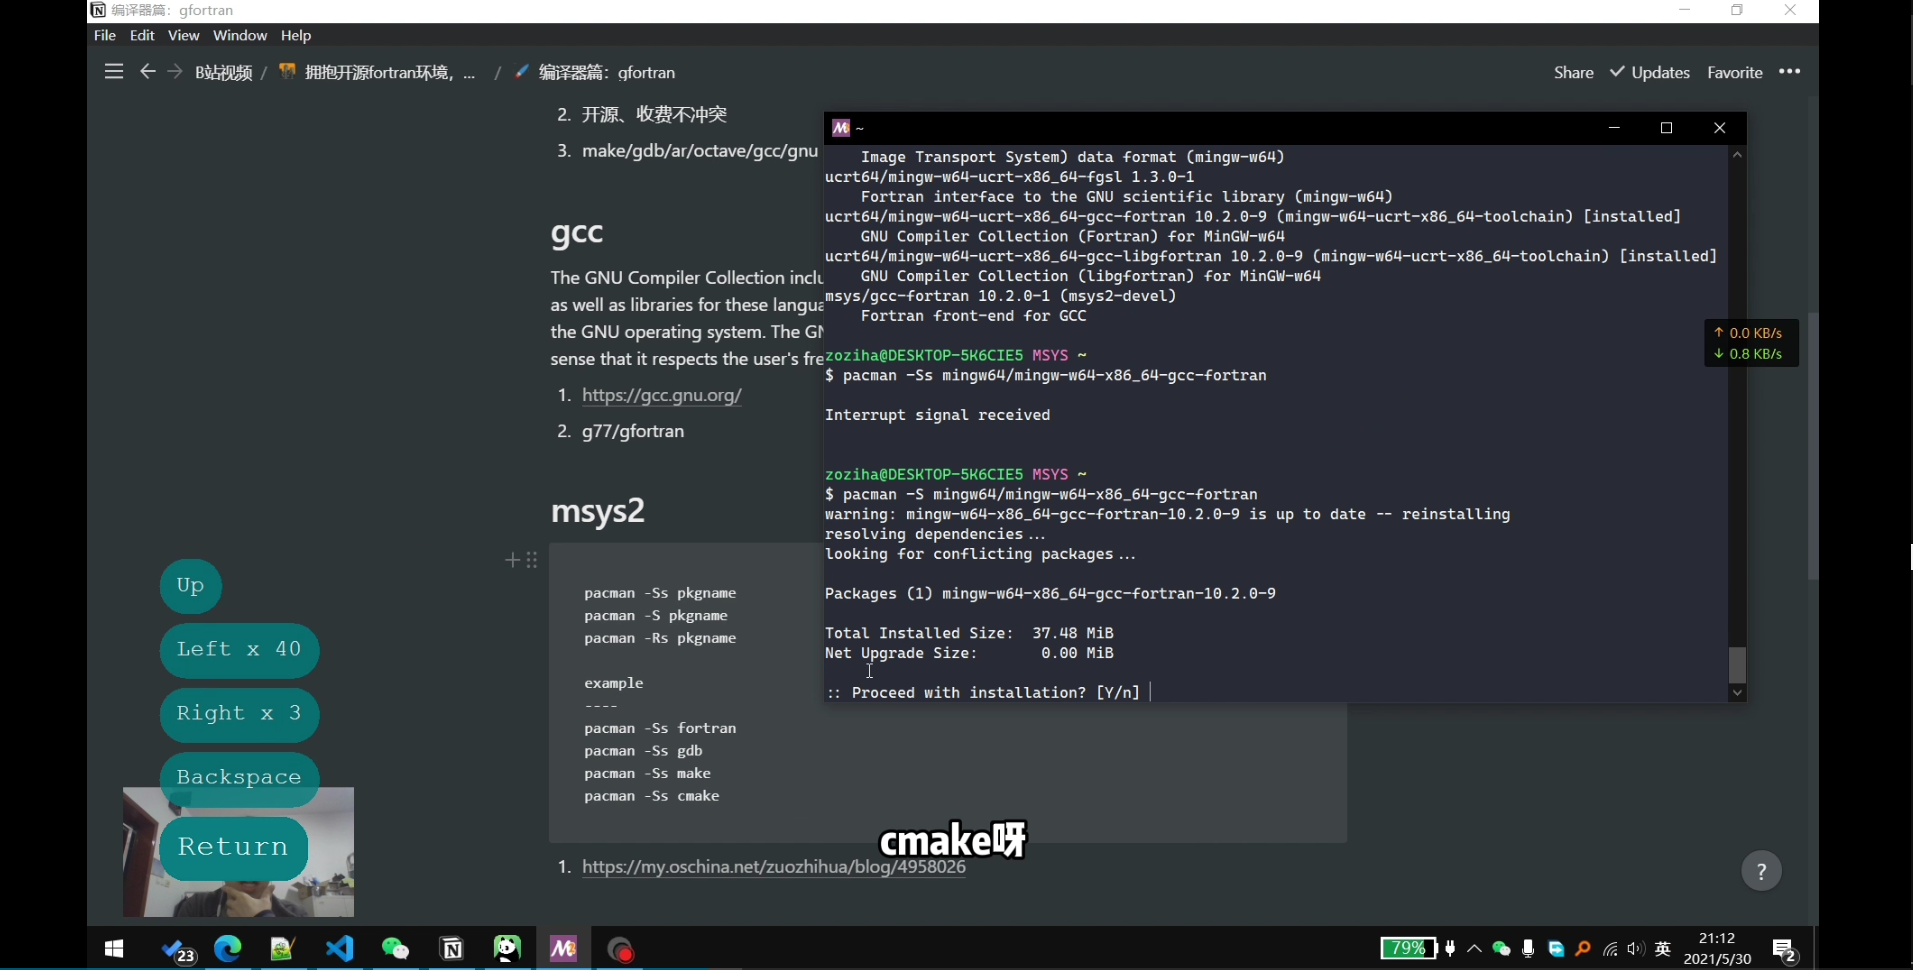 编译器篇：gfortran
File Edit View Window Help
B站视频 / 拥抱开源fortran环境，... / 编译器篇：gfortran
Share Updates Favorite •••
2. 开源、收费不冲突
3. make/gdb/ar/octave/gcc/gnu
gcc
The GNU Compiler Collection inclu
as well as libraries for these langua
the GNU operating system. The GN
sense that it respects the user's fre
1. https://gcc.gnu.org/
2. g77/gfortran
msys2
pacman -Ss pkgname
pacman -S pkgname
pacman -Rs pkgname
example
----
pacman -Ss fortran
pacman -Ss gdb
pacman -Ss make
pacman -Ss cmake
1. https://my.oschina.net/zuozhihua/blog/4958026
~
Image Transport System) data format (mingw-w64)
ucrt64/mingw-w64-ucrt-x86_64-fgsl 1.3.0-1
Fortran interface to the GNU scientific library (mingw-w64)
ucrt64/mingw-w64-ucrt-x86_64-gcc-fortran 10.2.0-9 (mingw-w64-ucrt-x86_64-toolchain) [installed]
GNU Compiler Collection (Fortran) for MinGW-w64
ucrt64/mingw-w64-ucrt-x86_64-gcc-libgfortran 10.2.0-9 (mingw-w64-ucrt-x86_64-toolchain) [installed]
GNU Compiler Collection (libgfortran) for MinGW-w64
msys/gcc-fortran 10.2.0-1 (msys2-devel)
Fortran front-end for GCC
zoziha@DESKTOP-5K6CIE5 MSYS ~
$ pacman -Ss mingw64/mingw-w64-x86_64-gcc-fortran
Interrupt signal received
zoziha@DESKTOP-5K6CIE5 MSYS ~
$ pacman -S mingw64/mingw-w64-x86_64-gcc-fortran
warning: mingw-w64-x86_64-gcc-fortran-10.2.0-9 is up to date -- reinstalling
resolving dependencies...
looking for conflicting packages...
Packages (1) mingw-w64-x86_64-gcc-fortran-10.2.0-9
Total Installed Size: 37.48 MiB
Net Upgrade Size: 0.00 MiB
:: Proceed with installation? [Y/n]
↑ 0.0 KB/s
↓ 0.8 KB/s
Up
Left x 40
Right x 3
Backspace
Return
cmake呀
?
23
79%
英
21:12
2021/5/30
2